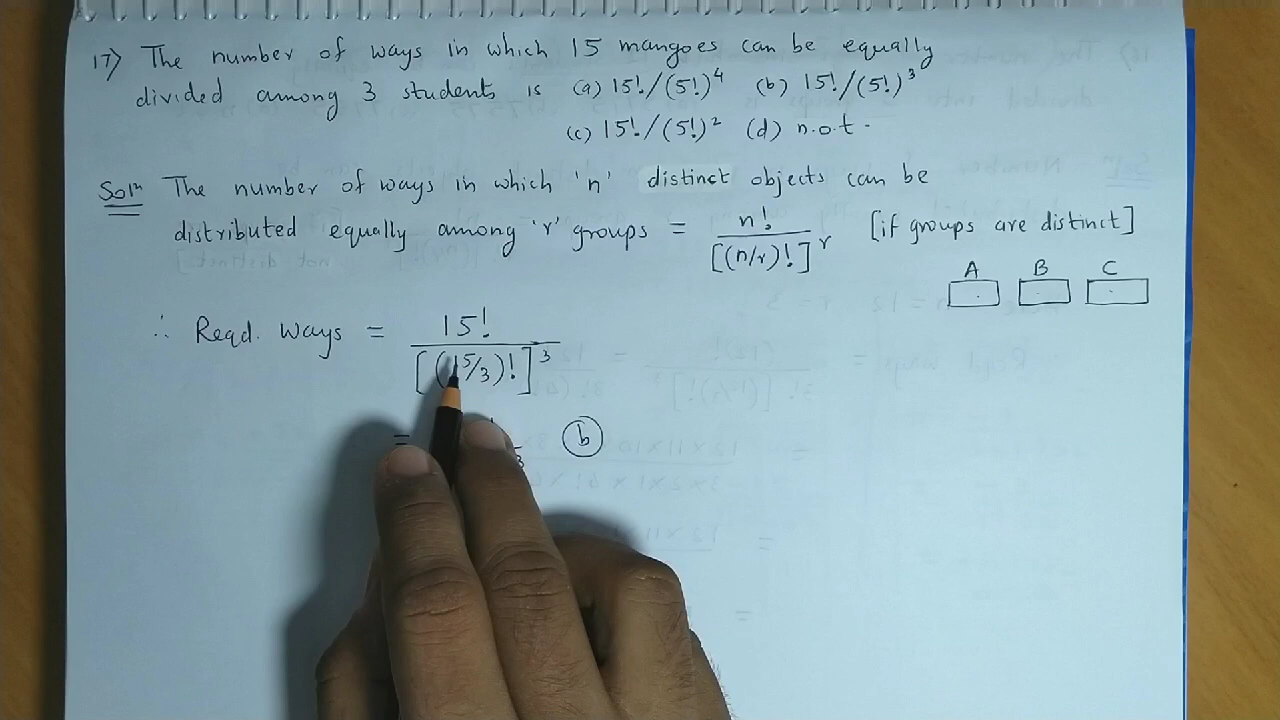 17) The number of ways in which 15 mangoes can be equally
divided among 3 students is (a) 15!/(5!)⁴ (b) 15!/(5!)³
(c) 15!/(5!)² (d) n.o.t.
Solⁿ The number of ways in which 'n' distinct objects can be
distributed equally among 'r' groups = n!/[(n/r)!]ʳ [if groups are distinct]
A B C
∴ Reqd. Ways = 15!/[(15/3)!]³
= (b)